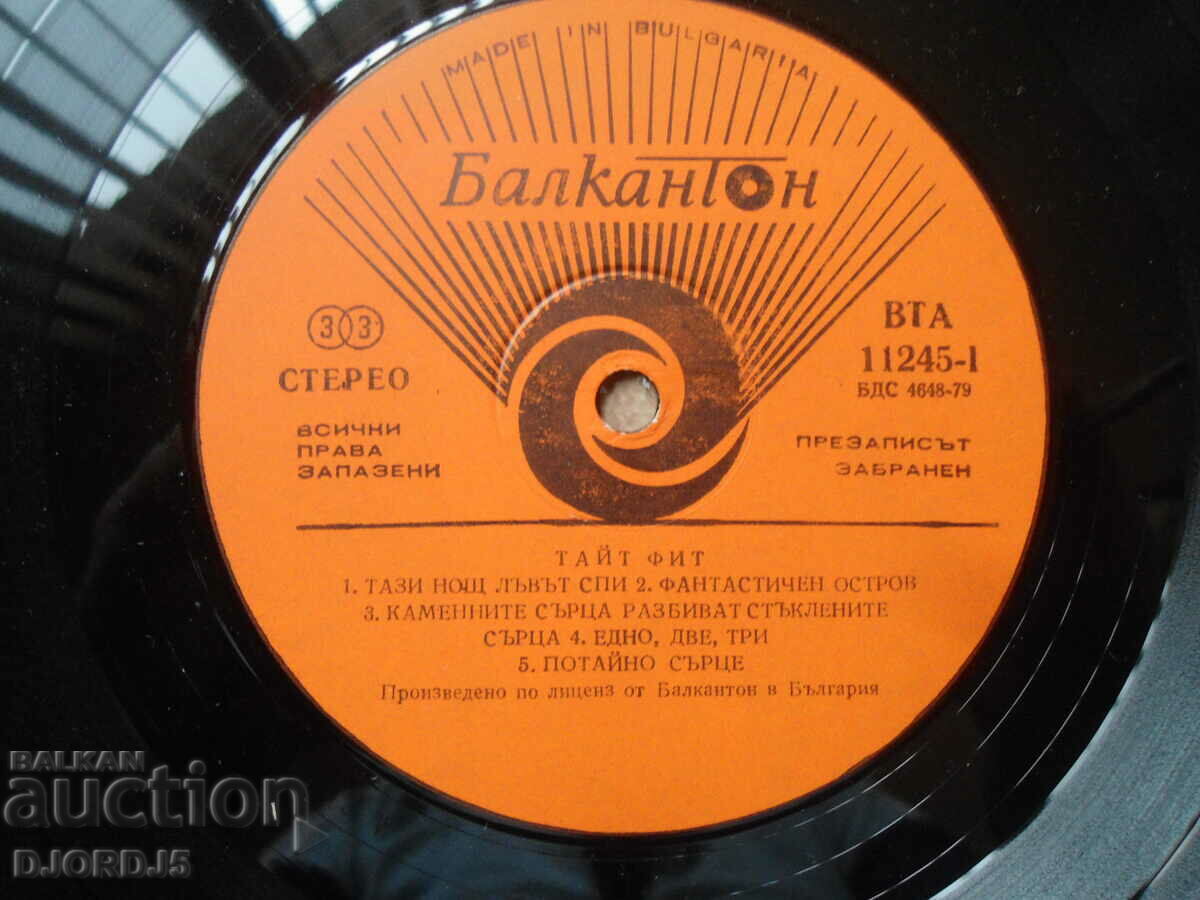 MADE IN BULGARIA
Балкантон
33
СТЕРЕО
ВСИЧКИ
ПРАВА
ЗАПАЗЕНИ
ВТА
11245-1
БДС 4648-79
ПРЕЗАПИСЪТ
ЗАБРАНЕН
ТАЙТ ФИТ
1. ТАЗИ НОЩ ЛЪВЪТ СПИ 2. ФАНТАСТИЧЕН ОСТРОВ
3. КАМЕННИТЕ СЪРЦА РАЗБИВАТ СТЪКЛЕНИТЕ
СЪРЦА 4. ЕДНО, ДВЕ, ТРИ
5. ПОТАЙНО СЪРЦЕ
Произведено по лиценз от Балкантон в България
BALKAN
auction
DJORDJ5